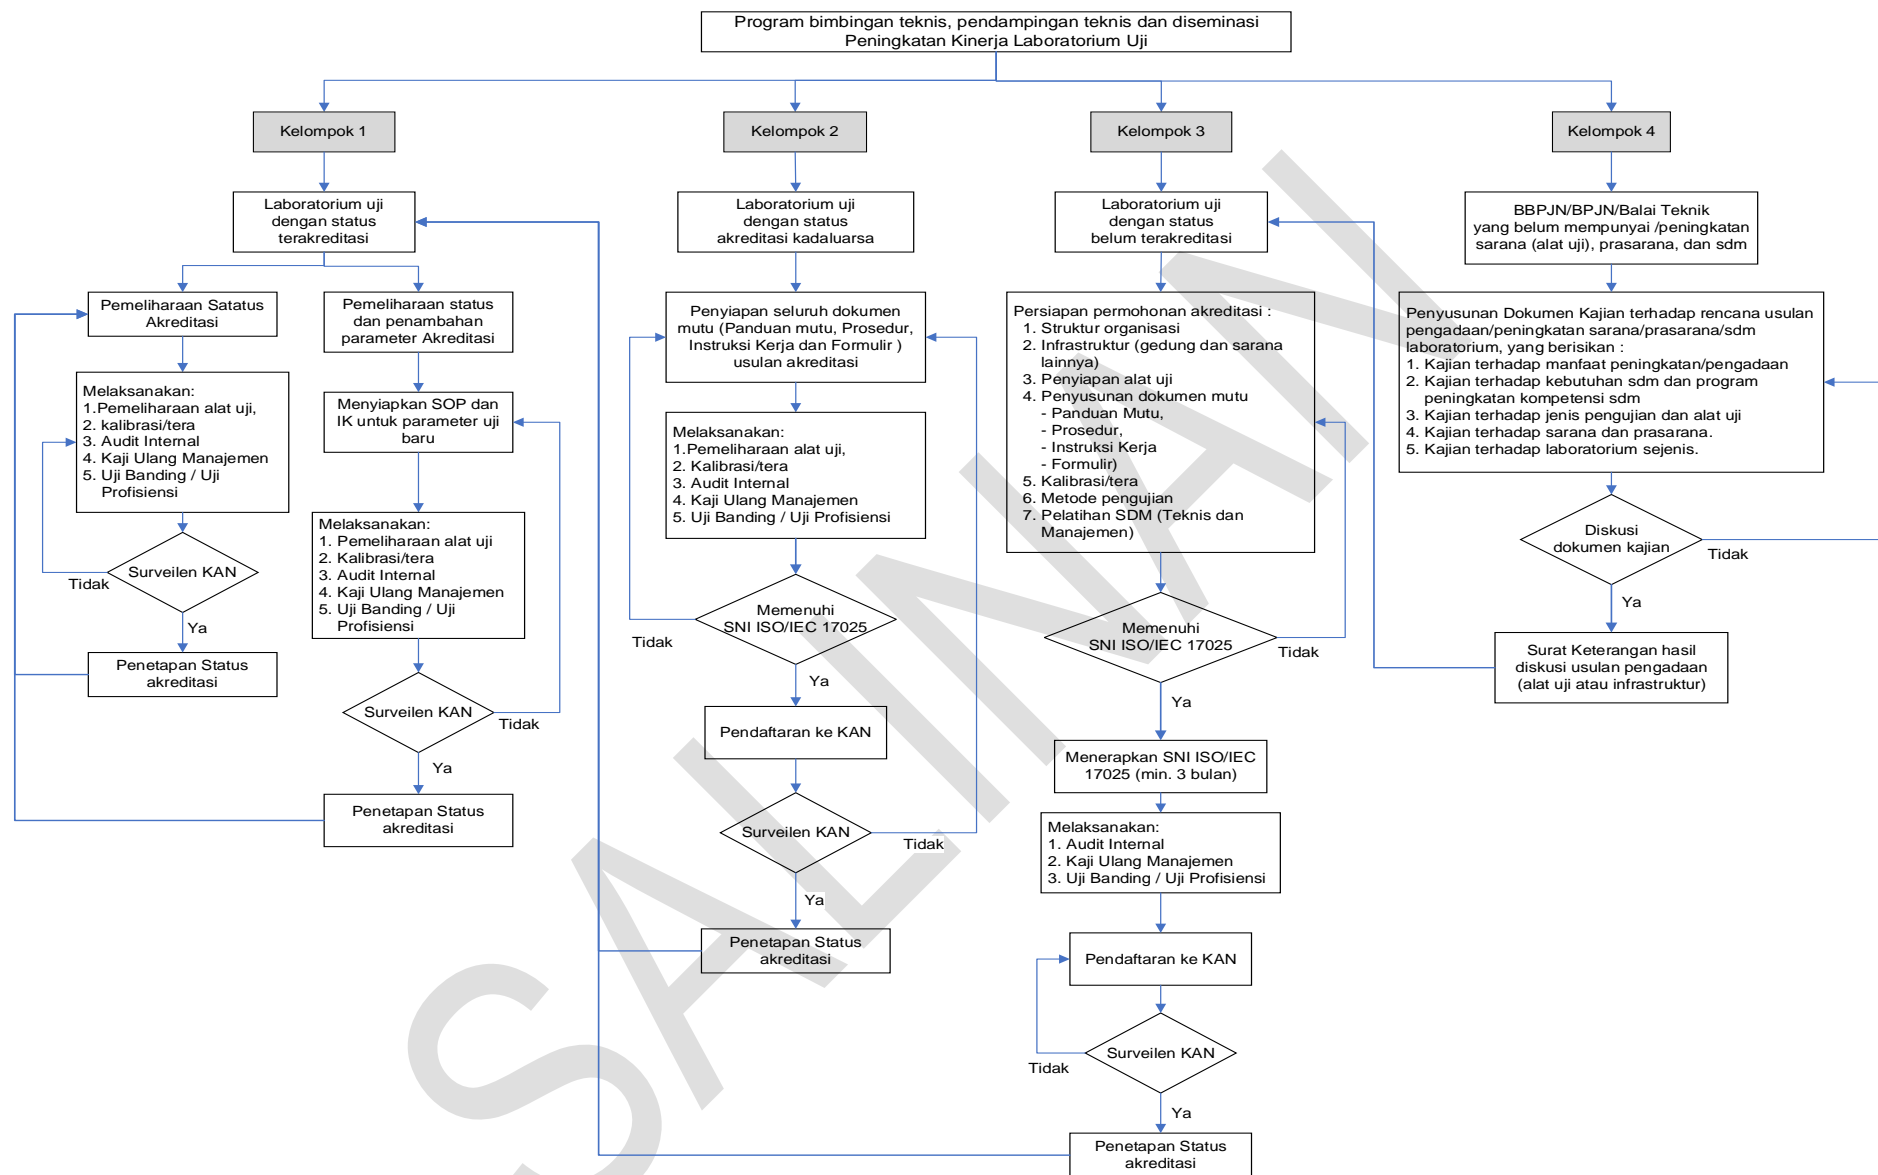 Program bimbingan teknis, pendampingan teknis dan diseminasi
Peningkatan Kinerja Laboratorium Uji
Kelompok 1
Kelompok 2
Kelompok 3
Kelompok 4
Laboratorium uji
dengan status
terakreditasi
Laboratorium uji
dengan status
akreditasi kadaluarsa
Laboratorium uji
dengan status
belum terakreditasi
BBPJN/BPJN/Balai Teknik
yang belum mempunyai /peningkatan
sarana (alat uji), prasarana, dan sdm
Pemeliharaan Satatus
Akreditasi
Melaksanakan:
1.Pemeliharaan alat uji,
2. kalibrasi/tera
3. Audit Internal
4. Kaji Ulang Manajemen
5. Uji Banding / Uji
Profisiensi
Surveilen KAN
Tidak
Ya
Penetapan Status
akreditasi
Pemeliharaan status
dan penambahan
parameter Akreditasi
Menyiapkan SOP dan
IK untuk parameter uji
baru
Melaksanakan:
1. Pemeliharaan alat uji
2. Kalibrasi/tera
3. Audit Internal
4. Kaji Ulang Manajemen
5. Uji Banding / Uji
Profisiensi
Surveilen KAN
Tidak
Ya
Penetapan Status
akreditasi
Penyiapan seluruh dokumen
mutu (Panduan mutu, Prosedur,
Instruksi Kerja dan Formulir )
usulan akreditasi
Melaksanakan:
1.Pemeliharaan alat uji,
2. Kalibrasi/tera
3. Audit Internal
4. Kaji Ulang Manajemen
5. Uji Banding / Uji Profisiensi
Memenuhi
SNI ISO/IEC 17025
Tidak
Ya
Pendaftaran ke KAN
Surveilen KAN
Tidak
Ya
Penetapan Status
akreditasi
Persiapan permohonan akreditasi :
1. Struktur organisasi
2. Infrastruktur (gedung dan sarana
lainnya)
3. Penyiapan alat uji
4. Penyusunan dokumen mutu
- Panduan Mutu,
- Prosedur,
- Instruksi Kerja
- Formulir)
5. Kalibrasi/tera
6. Metode pengujian
7. Pelatihan SDM (Teknis dan
Manajemen)
Memenuhi
SNI ISO/IEC 17025
Tidak
Ya
Menerapkan SNI ISO/IEC
17025 (min. 3 bulan)
Melaksanakan:
1. Audit Internal
2. Kaji Ulang Manajemen
3. Uji Banding / Uji Profisiensi
Pendaftaran ke KAN
Surveilen KAN
Tidak
Ya
Penetapan Status
akreditasi
Penyusunan Dokumen Kajian terhadap rencana usulan
pengadaan/peningkatan sarana/prasarana/sdm
laboratorium, yang berisikan :
1. Kajian terhadap manfaat peningkatan/pengadaan
2. Kajian terhadap kebutuhan sdm dan program
peningkatan kompetensi sdm
3. Kajian terhadap jenis pengujian dan alat uji
4. Kajian terhadap sarana dan prasarana.
5. Kajian terhadap laboratorium sejenis.
Diskusi
dokumen kajian
Tidak
Ya
Surat Keterangan hasil
diskusi usulan pengadaan
(alat uji atau infrastruktur)
SALINAN